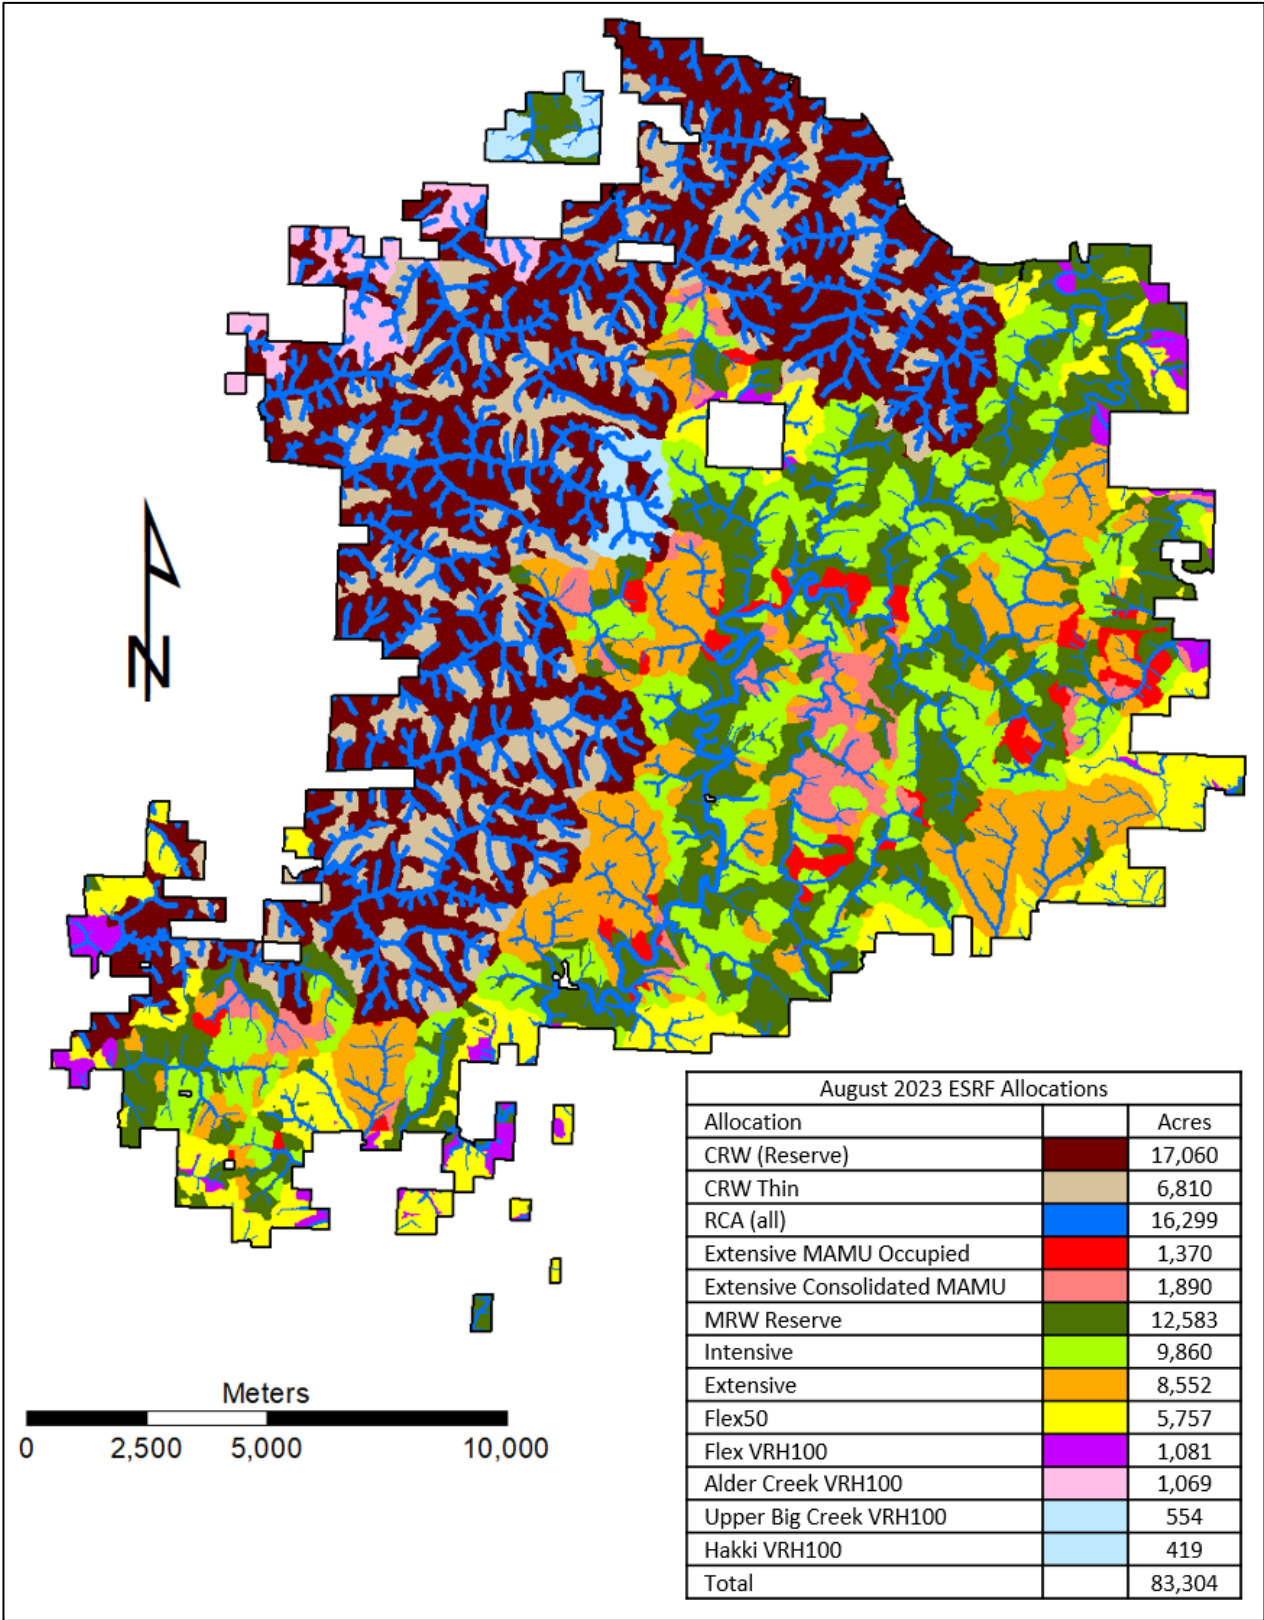 N
August 2023 ESRF Allocations
Allocation Acres
CRW (Reserve) 17,060
CRW Thin 6,810
RCA (all) 16,299
Extensive MAMU Occupied 1,370
Extensive Consolidated MAMU 1,890
MRW Reserve 12,583
Intensive 9,860
Extensive 8,552
Flex50 5,757
Flex VRH100 1,081
Alder Creek VRH100 1,069
Upper Big Creek VRH100 554
Hakki VRH100 419
Total 83,304
Meters
0 2,500 5,000 10,000